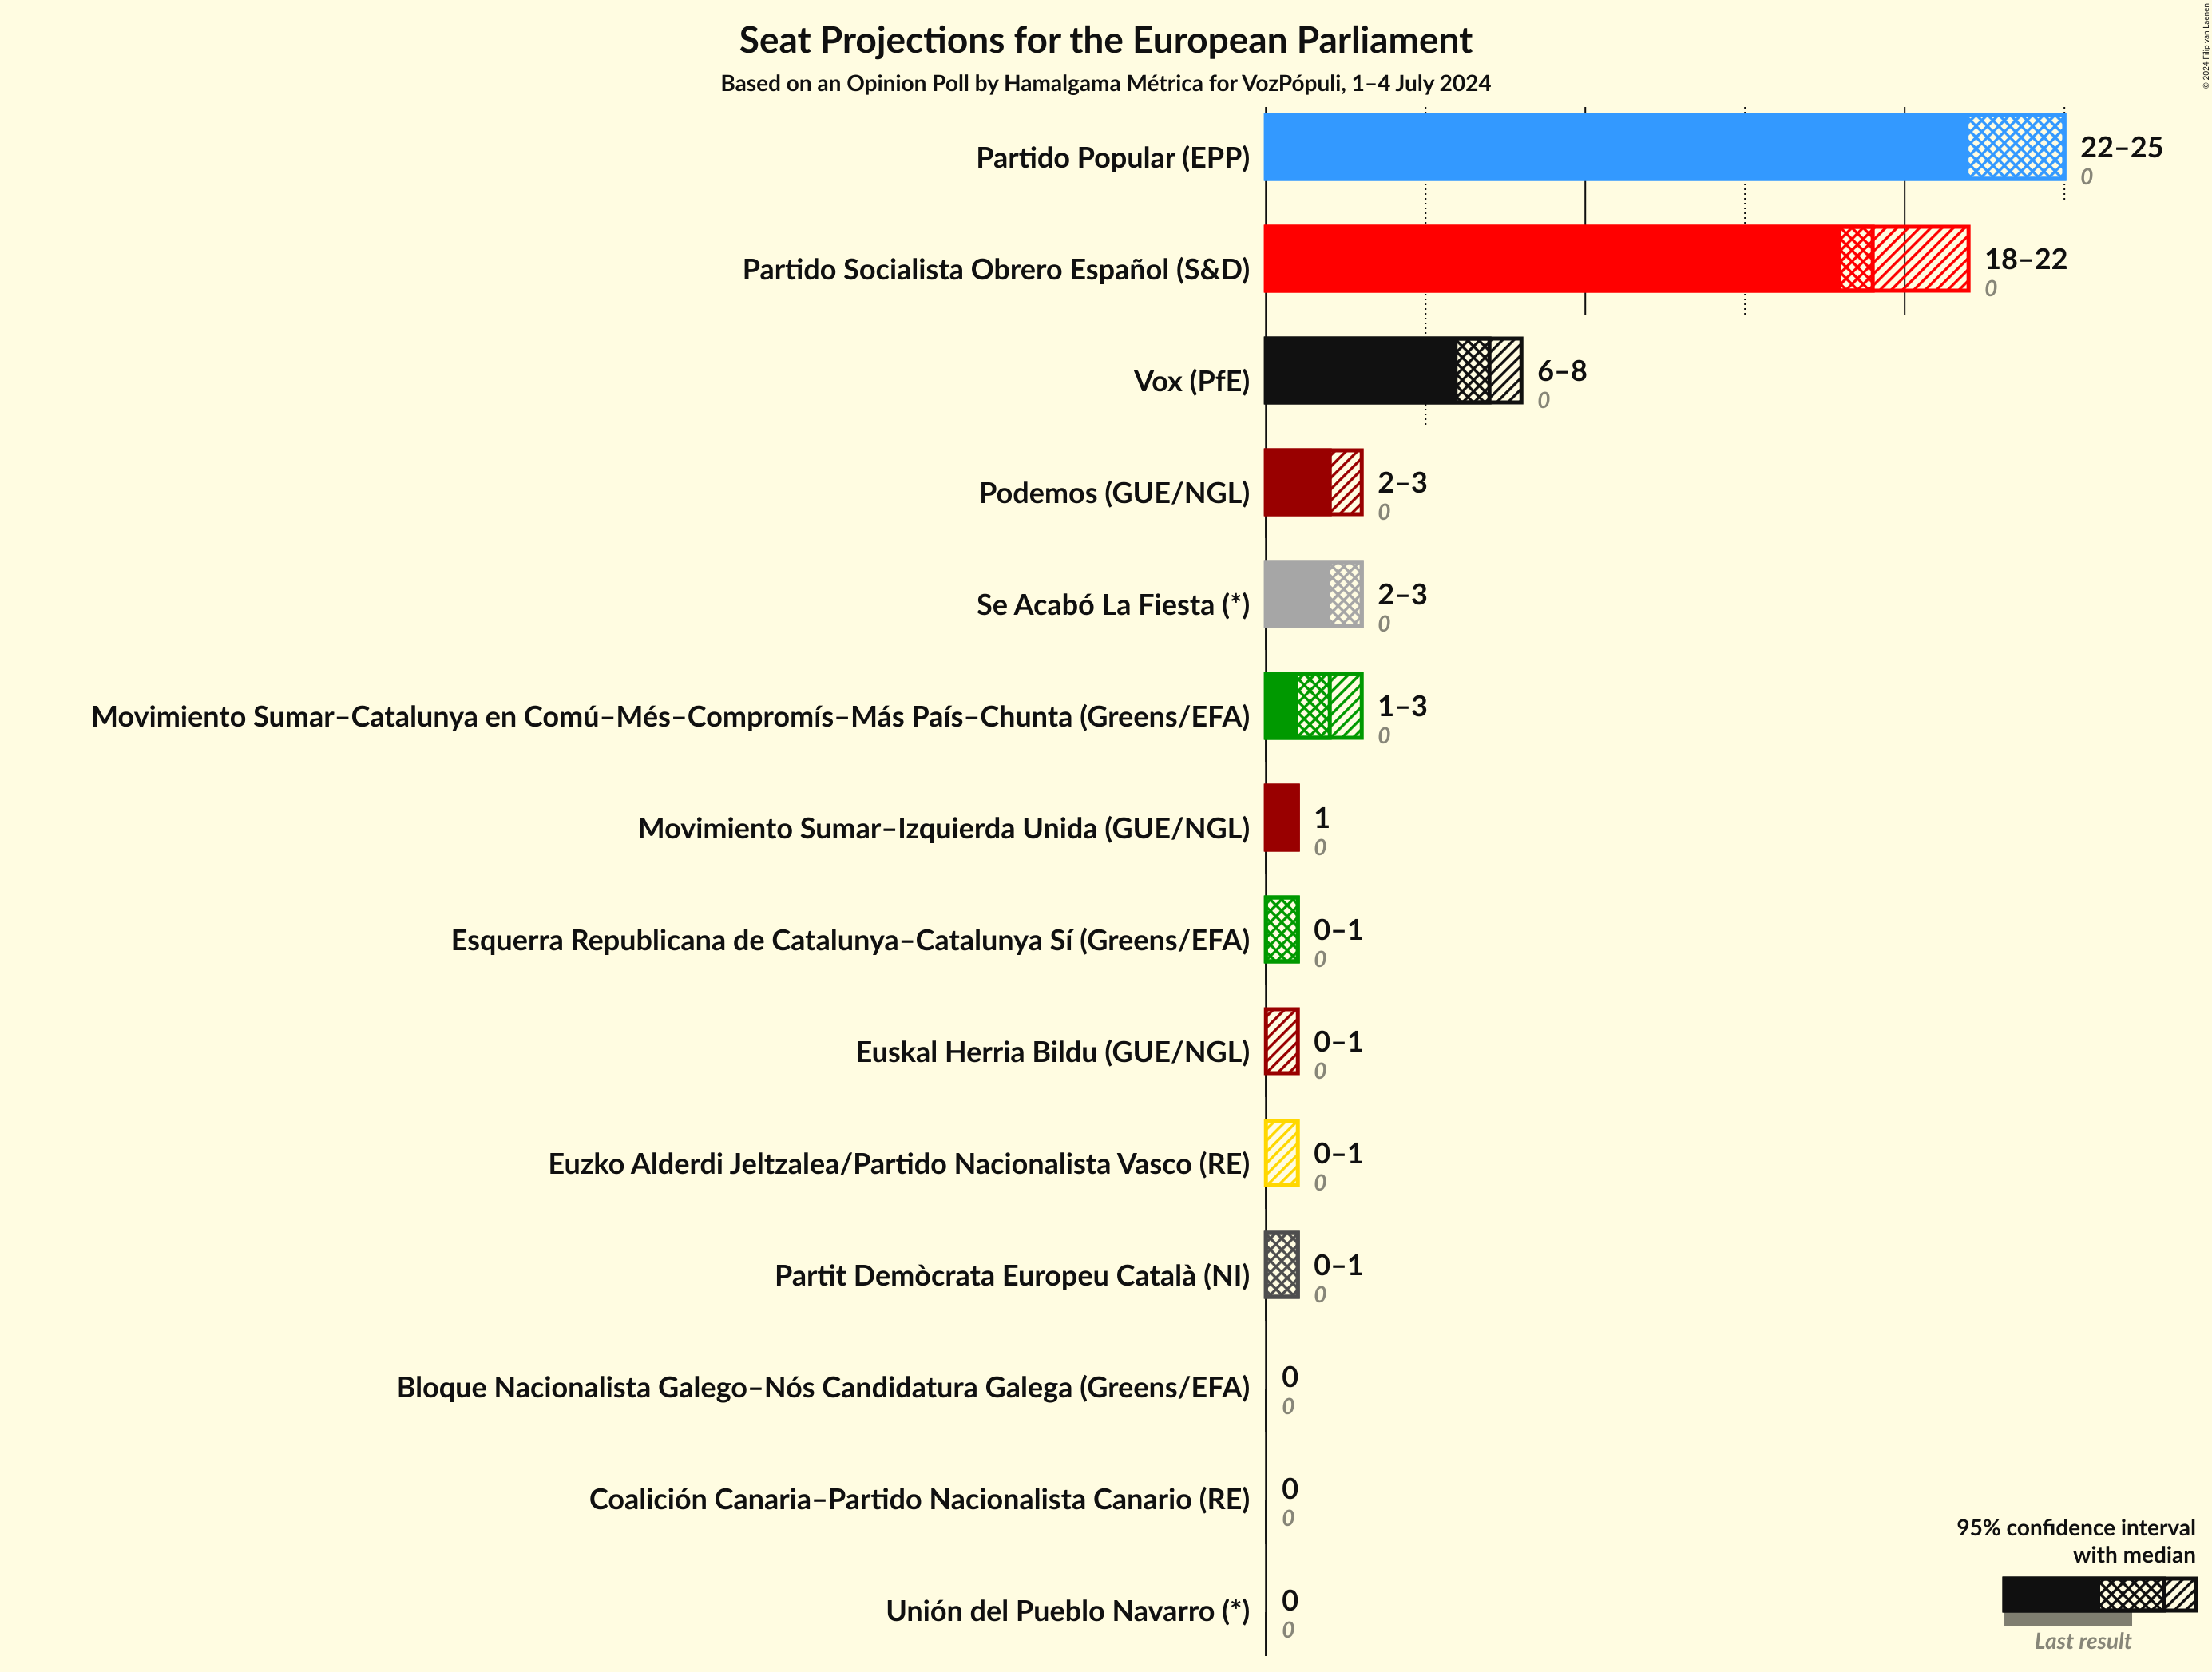 Seat Projections for the European Parliament
Based on an Opinion Poll by Hamalgama Métrica for VozPópuli, 1–4 July 2024
© 2024 Filip van Laenen
Partido Popular (EPP)
22–25
0
Partido Socialista Obrero Español (S&D)
18–22
0
Vox (PfE)
6–8
0
Podemos (GUE/NGL)
2–3
0
Se Acabó La Fiesta (*)
2–3
0
Movimiento Sumar–Catalunya en Comú–Més–Compromís–Más País–Chunta (Greens/EFA)
1–3
0
Movimiento Sumar–Izquierda Unida (GUE/NGL)
1
0
Esquerra Republicana de Catalunya–Catalunya Sí (Greens/EFA)
0–1
0
Euskal Herria Bildu (GUE/NGL)
0–1
0
Euzko Alderdi Jeltzalea/Partido Nacionalista Vasco (RE)
0–1
0
Partit Demòcrata Europeu Català (NI)
0–1
0
Bloque Nacionalista Galego–Nós Candidatura Galega (Greens/EFA)
0
0
Coalición Canaria–Partido Nacionalista Canario (RE)
0
0
Unión del Pueblo Navarro (*)
0
0
95% confidence interval
with median
Last result